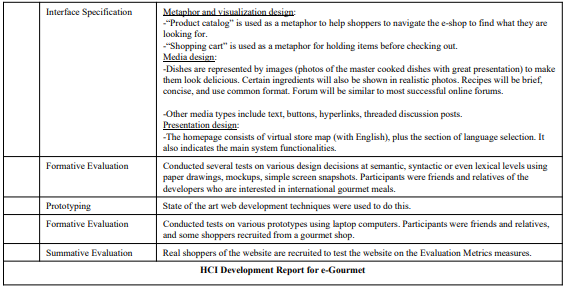 Interface Specification
Metaphor and visualization design:
-“Product catalog” is used as a metaphor to help shoppers to navigate the e-shop to find what they are
looking for.
-“Shopping cart” is used as a metaphor for holding items before checking out.
Media design:
-Dishes are represented by images (photos of the master cooked dishes with great presentation) to make
them look delicious. Certain ingredients will also be shown in realistic photos. Recipes will be brief,
concise, and use common format. Forum will be similar to most successful online forums.
-Other media types include text, buttons, hyperlinks, threaded discussion posts.
Presentation design:
-The homepage consists of virtual store map (with English), plus the section of language selection. It
also indicates the main system functionalities.
Formative Evaluation
Conducted several tests on various design decisions at semantic, syntactic or even lexical levels using
paper drawings, mockups, simple screen snapshots. Participants were friends and relatives of the
developers who are interested in international gourmet meals.
Prototyping
State of the art web development techniques were used to do this.
Formative Evaluation
Conducted tests on various prototypes using laptop computers. Participants were friends and relatives,
and some shoppers recruited from a gourmet shop.
Summative Evaluation
Real shoppers of the website are recruited to test the website on the Evaluation Metrics measures.
HCI Development Report for e-Gourmet